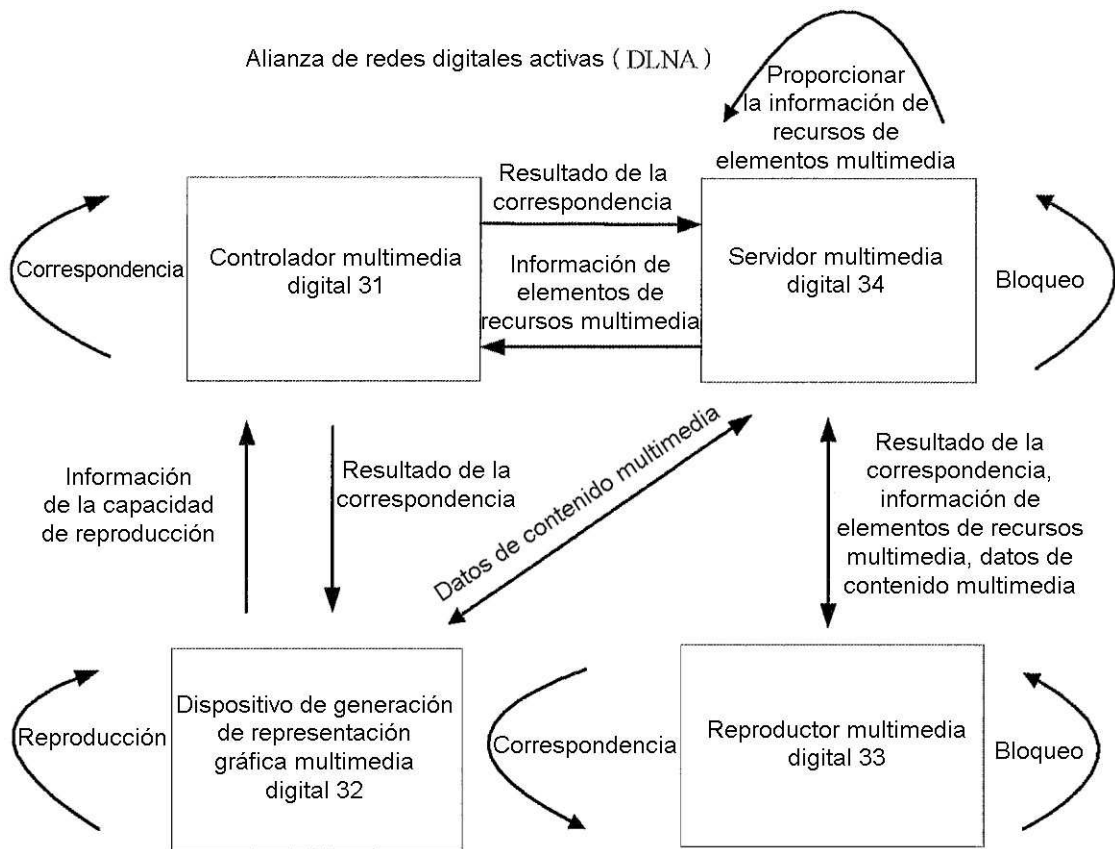 Alianza de redes digitales activas ( DLNA )
Proporcionar
la información de
recursos de
elementos multimedia
Correspondencia
Controlador multimedia
digital 31
Resultado de la
correspondencia
Información de
elementos de
recursos multimedia
Servidor multimedia
digital 34
Bloqueo
Información
de la capacidad
de reproducción
Resultado de la
correspondencia
Datos de contenido multimedia
Resultado de la
correspondencia,
información de
elementos de recursos
multimedia, datos de
contenido multimedia
Reproducción
Dispositivo de generación
de representación
gráfica multimedia
digital 32
Correspondencia
Reproductor multimedia
digital 33
Bloqueo